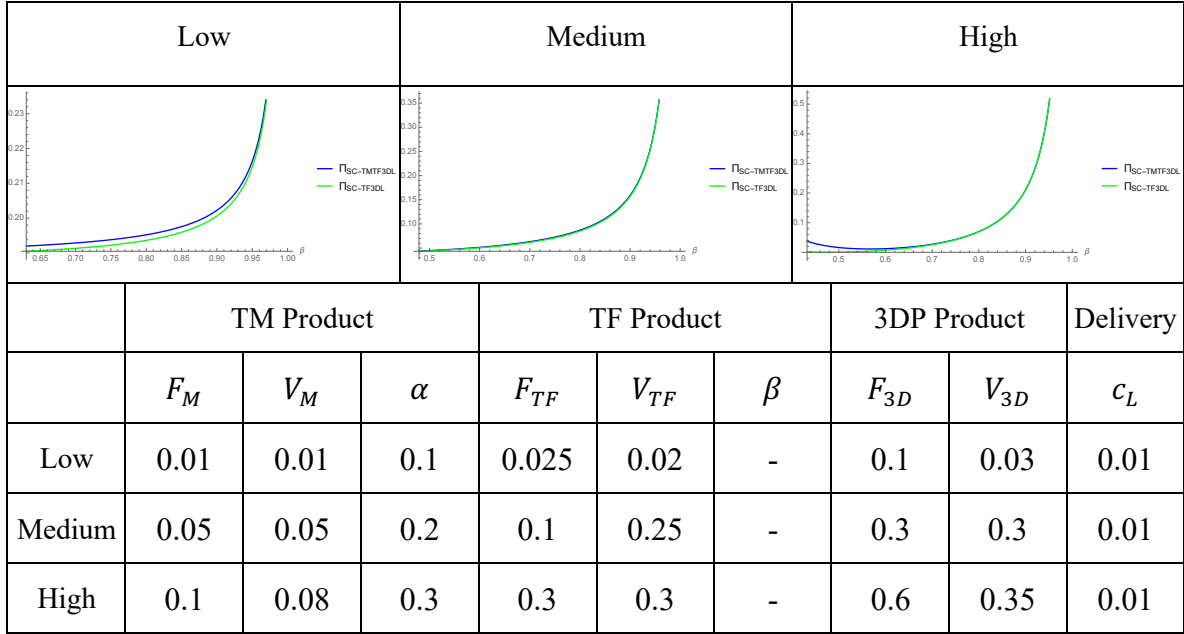 Low Medium High
0.23
0.22
0.21
0.20
0.65 0.70 0.75 0.80 0.85 0.90 0.95 1.00 β
Π_SC-TMTF3DL
Π_SC-TF3DL
0.35
0.30
0.25
0.20
0.15
0.10
0.5 0.6 0.7 0.8 0.9 1.0 β
Π_SC-TMTF3DL
Π_SC-TF3DL
0.5
0.4
0.3
0.2
0.1
0.5 0.6 0.7 0.8 0.9 1.0 β
Π_SC-TMTF3DL
Π_SC-TF3DL
TM Product TF Product 3DP Product Delivery
F_M V_M α F_TF V_TF β F_3D V_3D c_L
Low 0.01 0.01 0.1 0.025 0.02 - 0.1 0.03 0.01
Medium 0.05 0.05 0.2 0.1 0.25 - 0.3 0.3 0.01
High 0.1 0.08 0.3 0.3 0.3 - 0.6 0.35 0.01